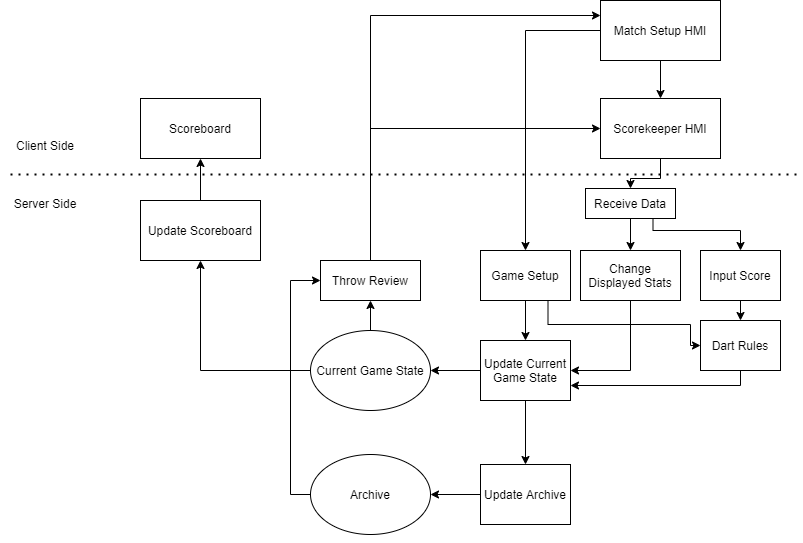 Match Setup HMI
Scoreboard
Scorekeeper HMI
Client Side
Server Side
Receive Data
Update Scoreboard
Throw Review
Game Setup
Change
Displayed Stats
Input Score
Current Game State
Update Current
Game State
Dart Rules
Archive
Update Archive